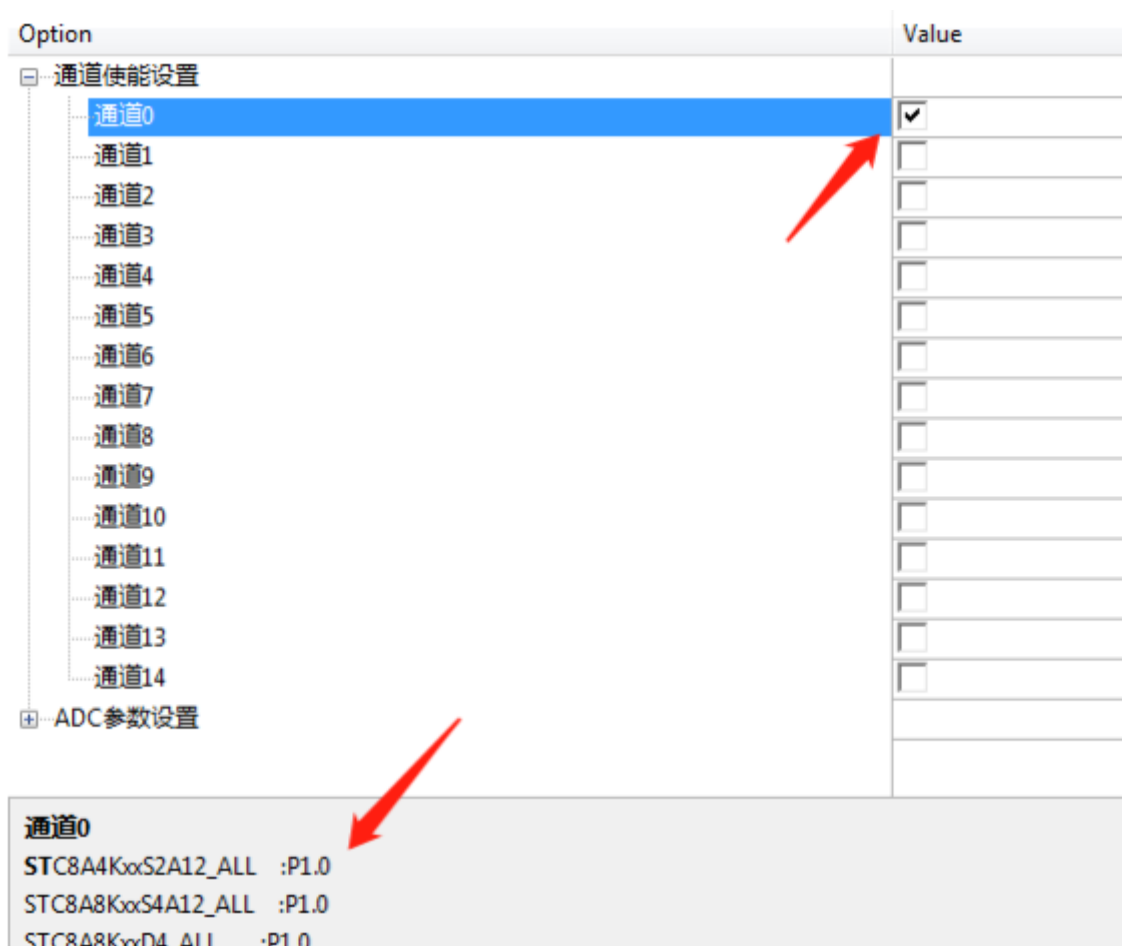 Option Value
通道使能设置
通道0
通道1
通道2
通道3
通道4
通道5
通道6
通道7
通道8
通道9
通道10
通道11
通道12
通道13
通道14
ADC参数设置
通道0
STC8A4KxxS2A12_ALL :P1.0
STC8A8KxxS4A12_ALL :P1.0
STC8A8KxxD4_ALL :P1.0